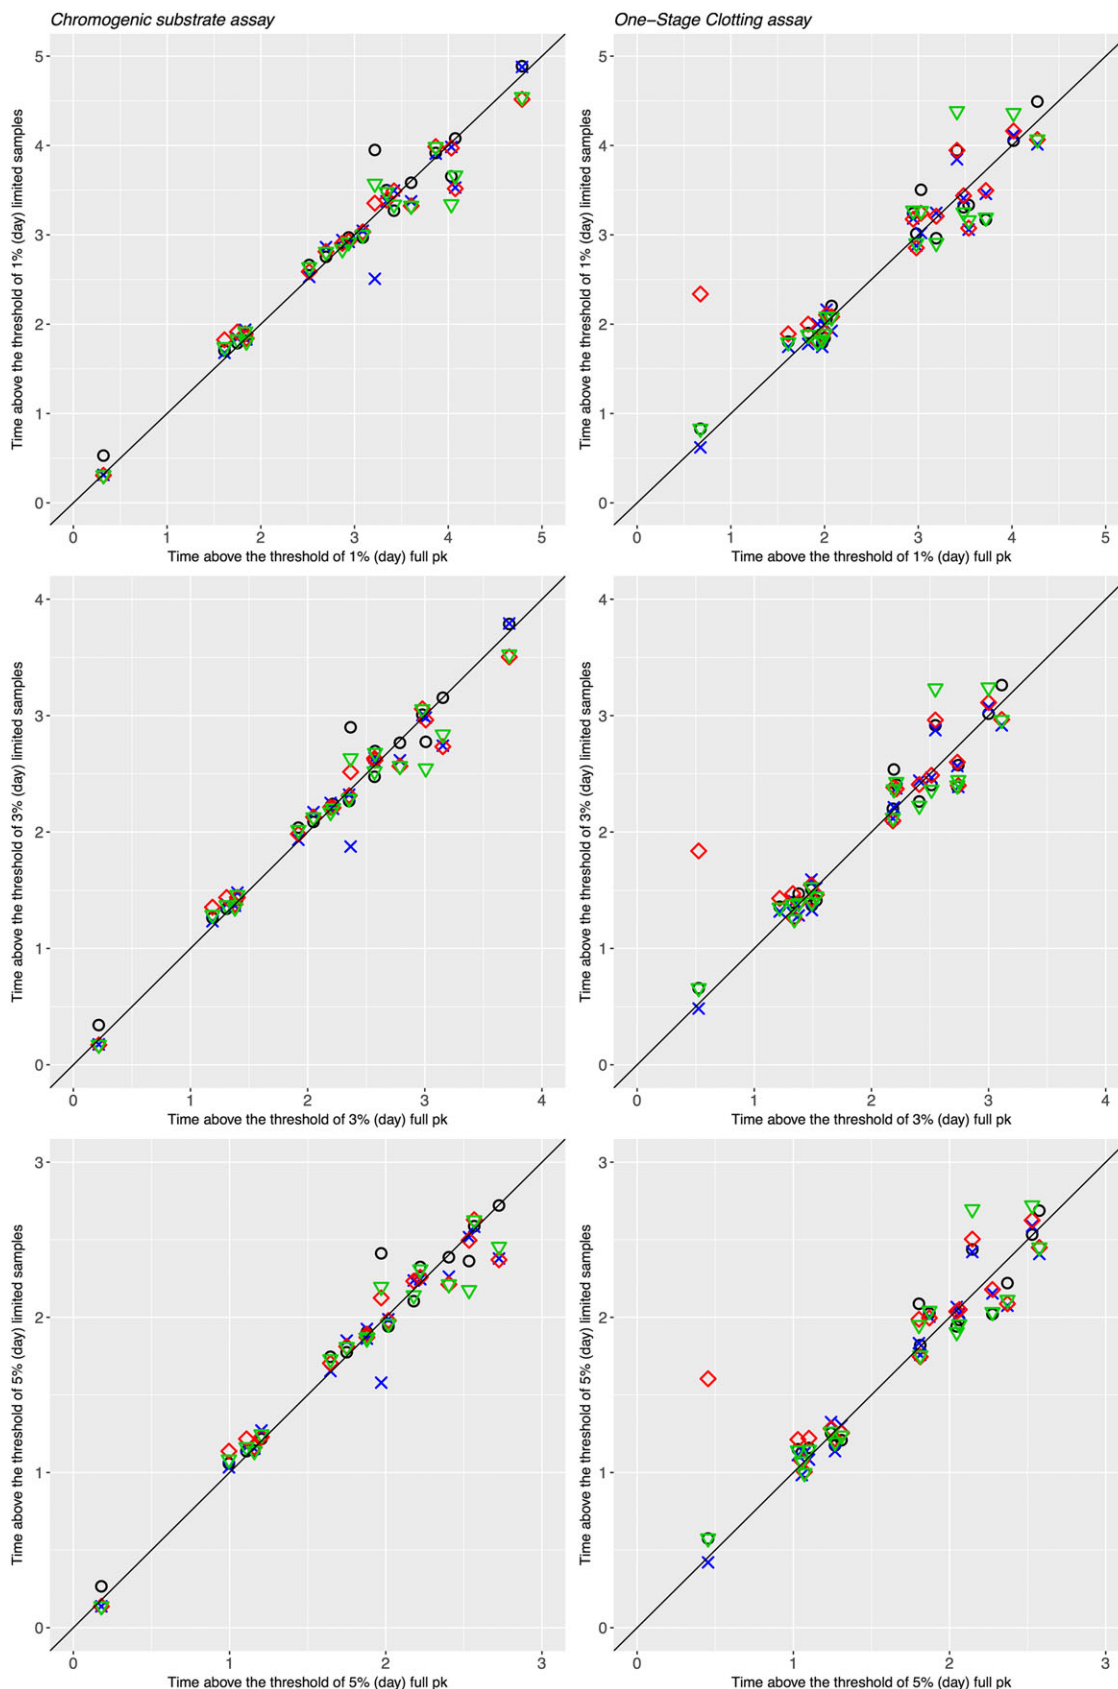 Chromogenic substrate assay
One−Stage Clotting assay
Time above the threshold of 1% (day) limited samples
5
4
3
2
1
0
0 1 2 3 4 5
Time above the threshold of 1% (day) full pk
Time above the threshold of 1% (day) limited samples
5
4
3
2
1
0
0 1 2 3 4 5
Time above the threshold of 1% (day) full pk
Time above the threshold of 3% (day) limited samples
4
3
2
1
0
0 1 2 3 4
Time above the threshold of 3% (day) full pk
Time above the threshold of 3% (day) limited samples
4
3
2
1
0
0 1 2 3 4
Time above the threshold of 3% (day) full pk
Time above the threshold of 5% (day) limited samples
3
2
1
0
0 1 2 3
Time above the threshold of 5% (day) full pk
Time above the threshold of 5% (day) limited samples
3
2
1
0
0 1 2 3
Time above the threshold of 5% (day) full pk